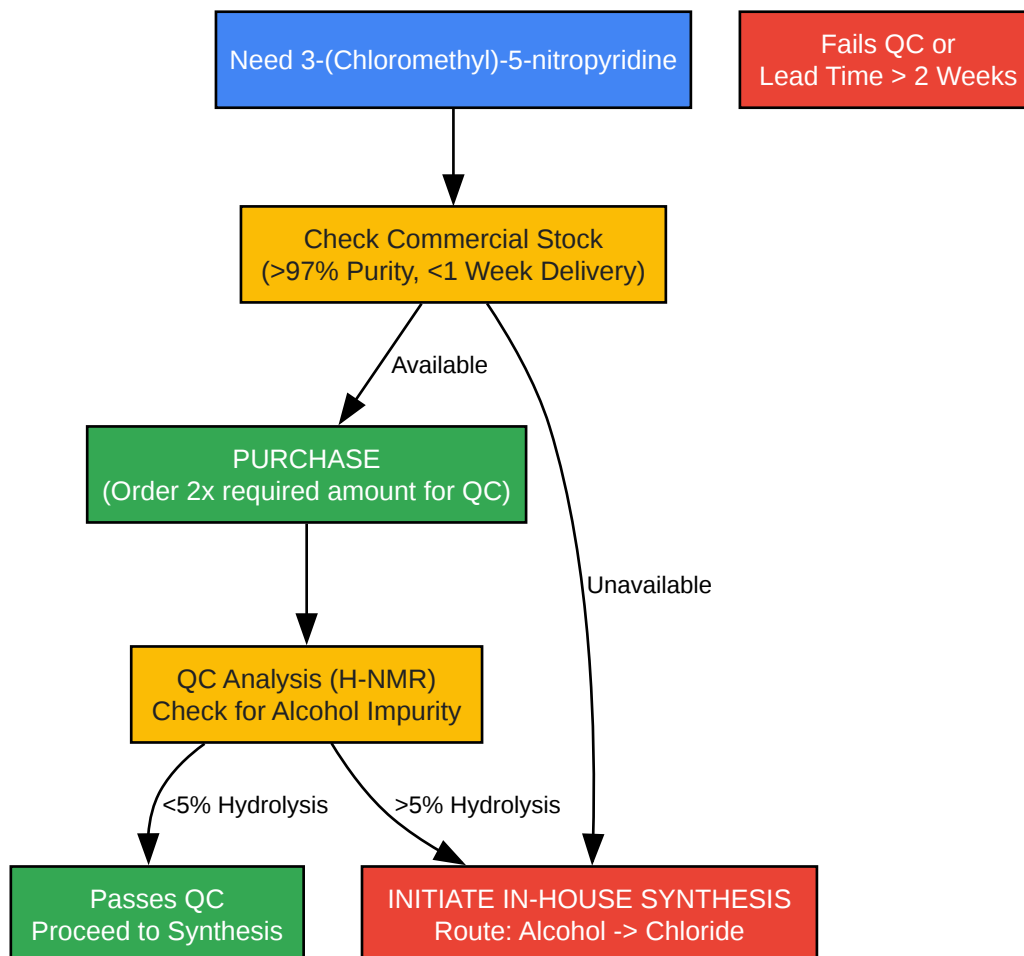 Need 3-(Chloromethyl)-5-nitropyridine
Fails QC or
Lead Time > 2 Weeks
Check Commercial Stock
(>97% Purity, <1 Week Delivery)
Available
PURCHASE
(Order 2x required amount for QC)
Unavailable
QC Analysis (H-NMR)
Check for Alcohol Impurity
<5% Hydrolysis
>5% Hydrolysis
Passes QC
Proceed to Synthesis
INITIATE IN-HOUSE SYNTHESIS
Route: Alcohol -> Chloride